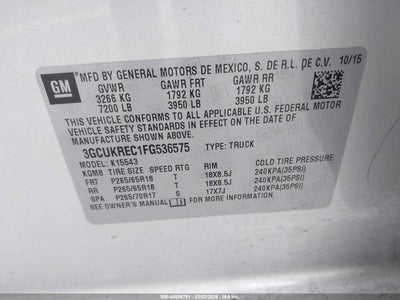 GM
MFD BY GENERAL MOTORS DE MEXICO, S. DE R.L. DE C.V. 10/15
GVWR GAWR FRT GAWR RR
3266 KG 1792 KG 1792 KG
7200 LB 3950 LB 3950 LB
THIS VEHICLE CONFORMS TO ALL APPLICABLE U.S. FEDERAL MOTOR
VEHICLE SAFETY STANDARDS IN EFFECT ON THE DATE OF
MANUFACTURE SHOWN ABOVE.
3GCUKREC1FG536575 TYPE: TRUCK
MODEL: K15543
KGM8 TIRE SIZE SPEED RTG RIM COLD TIRE PRESSURE
FRT P265/65R18 T 18X8.5J 240KPA(35PSI)
RR P265/65R18 T 18X8.5J 240KPA(35PSI)
SPA P265/70R17 S 17X7J 240KPA(35PSI)
SEE OWNER'S MANUAL FOR MORE INFORMATION.